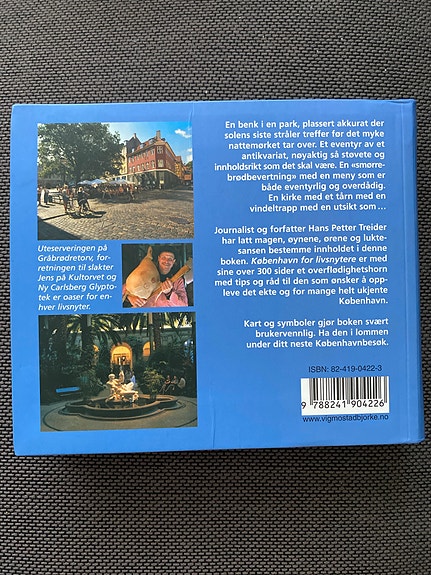 En benk i en park, plassert akkurat der
solens siste stråler treffer før det myke
nattemørket tar over. Et eventyr av et
antikvariat, nøyaktig så støvete og
innholdsrikt som det skal være. En «smørre-
brødbevertning» med en meny som er
både eventyrlig og overdådig.
En kirke med et tårn med en
vindeltrapp med en utsikt som ...
Journalist og forfatter Hans Petter Treider
har latt magen, øynene, ørene og lukte-
sansen bestemme innholdet i denne
boken. København for livsnytere er med
sine over 300 sider et overflødighetshorn
med tips og råd til den som ønsker å opp-
leve det ekte og for mange helt ukjente
København.
Kart og symboler gjør boken svært
brukervennlig. Ha den i lommen
under ditt neste Københavnbesøk.
Uteserveringen på
Gråbrødretorv, for-
retningen til slakter
Jens på Kultorvet og
Ny Carlsberg Glypto-
tek er oaser for en-
hver livsnyter.
ISBN: 82-419-0422-3
9 788241 904226
www.vigmostadbjorke.no